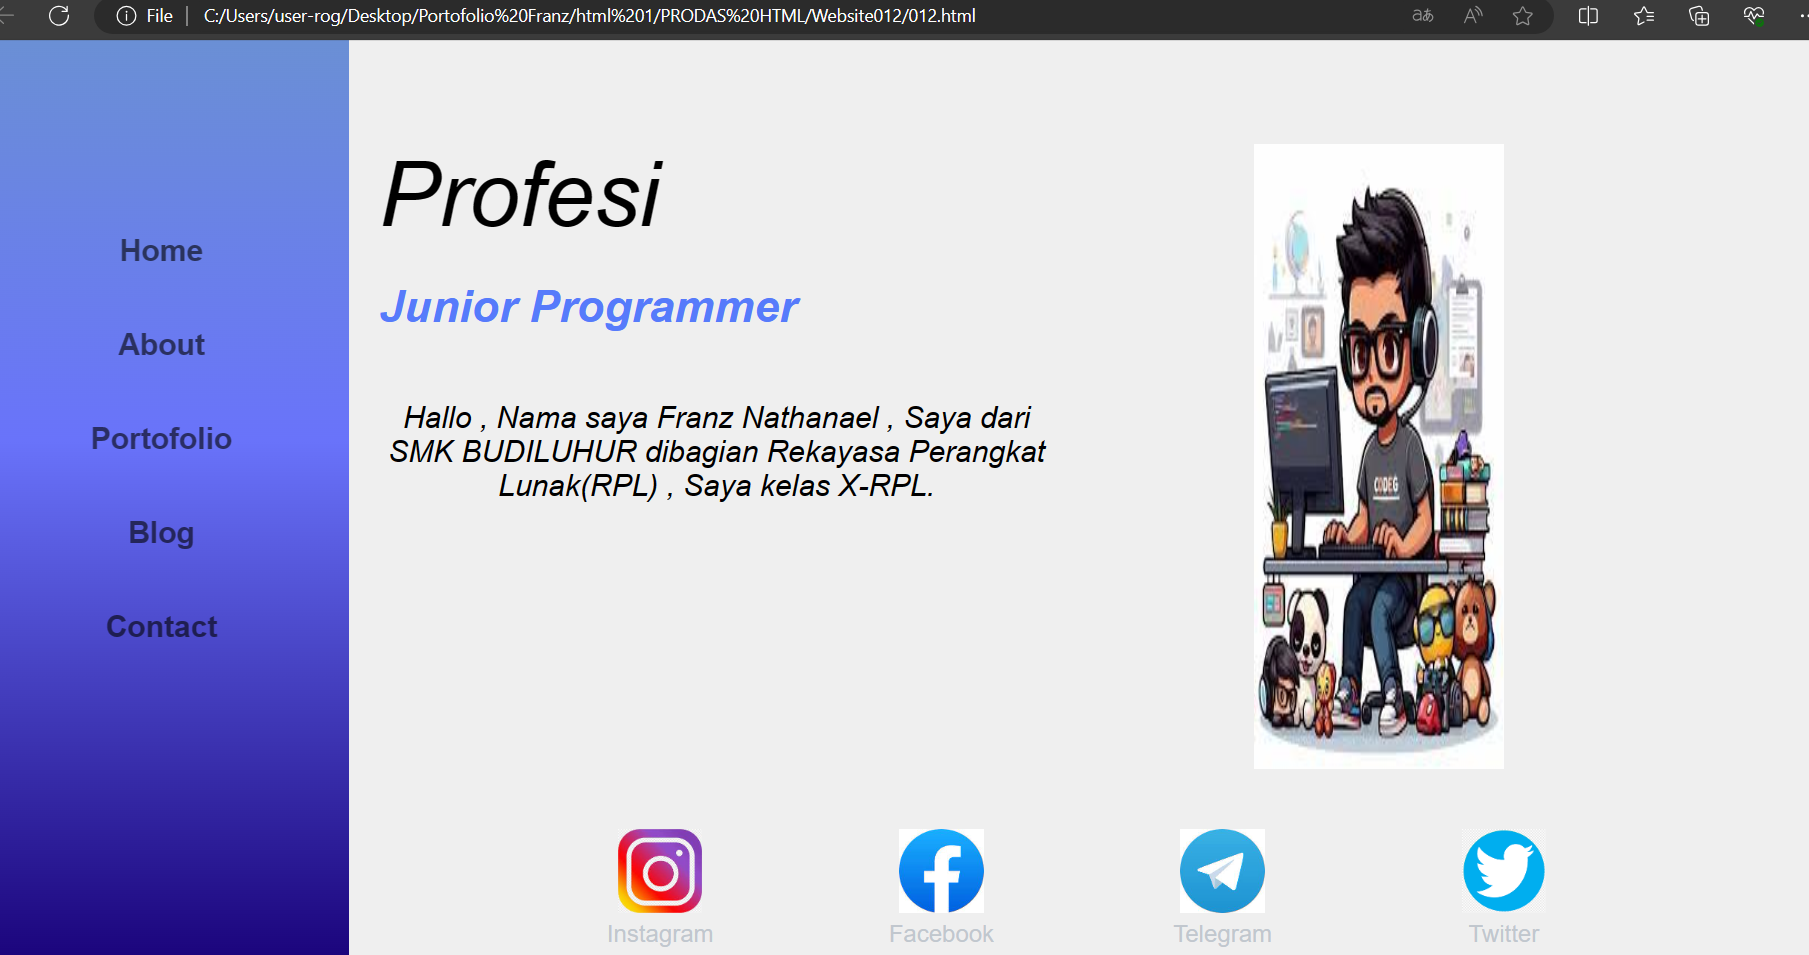 File
C:/Users/user-rog/Desktop/Portofolio%20Franz/html%201/PRODAS%20HTML/Website012/012.html
Home
About
Portofolio
Blog
Contact
Profesi
Junior Programmer
Hallo , Nama saya Franz Nathanael , Saya dari
SMK BUDILUHUR dibagian Rekayasa Perangkat
Lunak(RPL) , Saya kelas X-RPL.
Instagram
Facebook
Telegram
Twitter